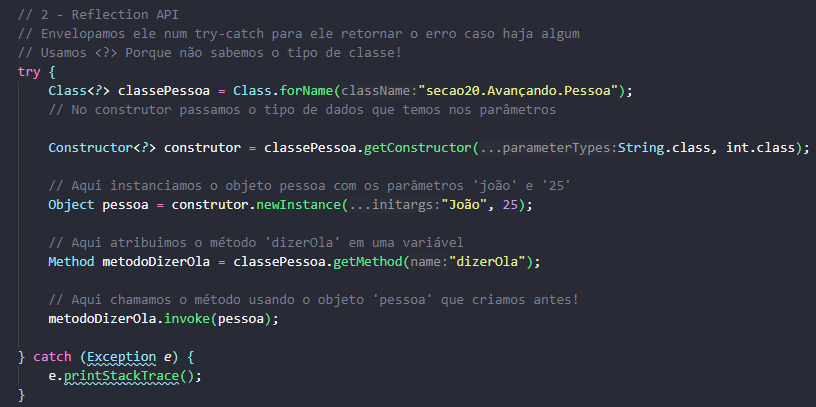 // 2 - Reflection API
// Envelopamos ele num try-catch para ele retornar o erro caso haja algum
// Usamos <?> Porque não sabemos o tipo de classe!
try {
Class<?> classePessoa = Class.forName(className:"secao20.Avançando.Pessoa");
// No construtor passamos o tipo de dados que temos nos parâmetros
Constructor<?> construtor = classePessoa.getConstructor(...parameterTypes:String.class, int.class);
// Aqui instanciamos o objeto pessoa com os parâmetros 'joão' e '25'
Object pessoa = construtor.newInstance(...initargs:"João", 25);
// Aqui atribuimos o método 'dizerOla' em uma variável
Method metodoDizerOla = classePessoa.getMethod(name:"dizerOla");
// Aqui chamamos o método usando o objeto 'pessoa' que criamos antes!
metodoDizerOla.invoke(pessoa);
} catch (Exception e) {
e.printStackTrace();
}